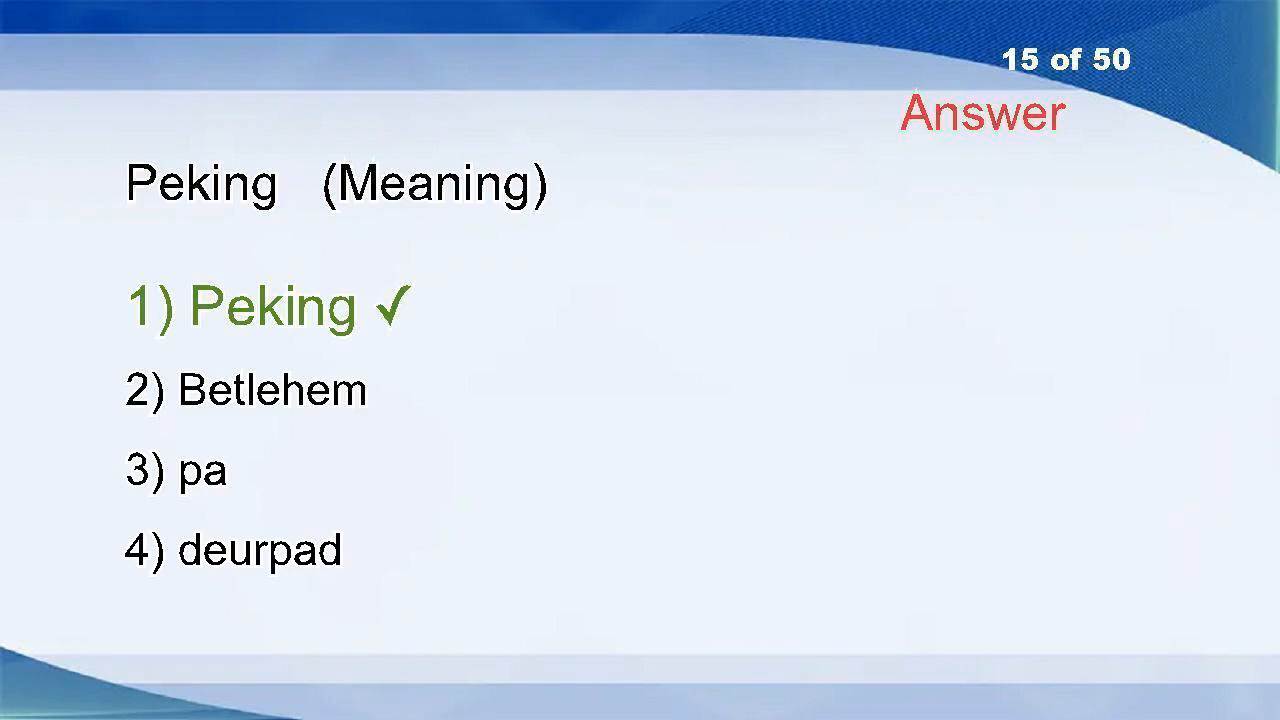 15 of 50
Answer
Peking (Meaning)
1) Peking ✓
2) Betlehem
3) pa
4) deurpad